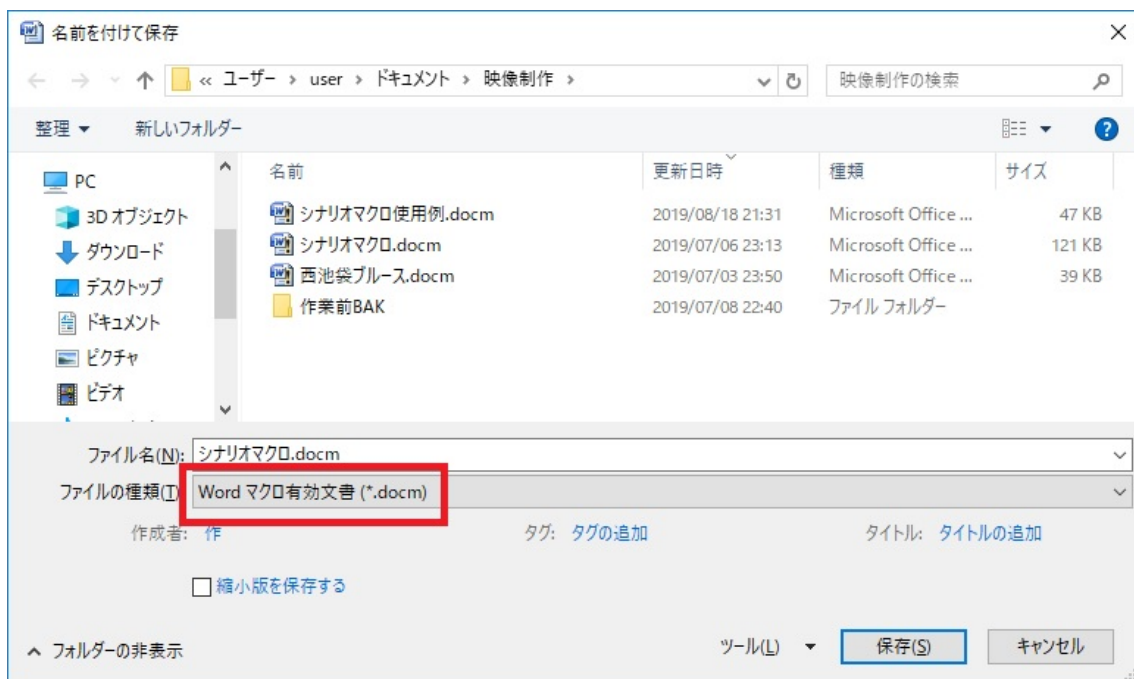 名前を付けて保存
« ユーザー › user › ドキュメント › 映像制作 › 映像制作の検索
整理 新しいフォルダー
名前 更新日時 種類 サイズ
PC
3D オブジェクト
ダウンロード
デスクトップ
ドキュメント
ピクチャ
ビデオ
シナリオマクロ使用例.docm 2019/08/18 21:31 Microsoft Office ... 47 KB
シナリオマクロ.docm 2019/07/06 23:13 Microsoft Office ... 121 KB
西池袋ブルース.docm 2019/07/03 23:50 Microsoft Office ... 39 KB
作業前BAK 2019/07/08 22:40 ファイル フォルダー
ファイル名(N): シナリオマクロ.docm
ファイルの種類(T) Word マクロ有効文書 (*.docm)
作成者: 作 タグ: タグの追加 タイトル: タイトルの追加
縮小版を保存する
フォルダーの非表示 ツール(L) 保存(S) キャンセル